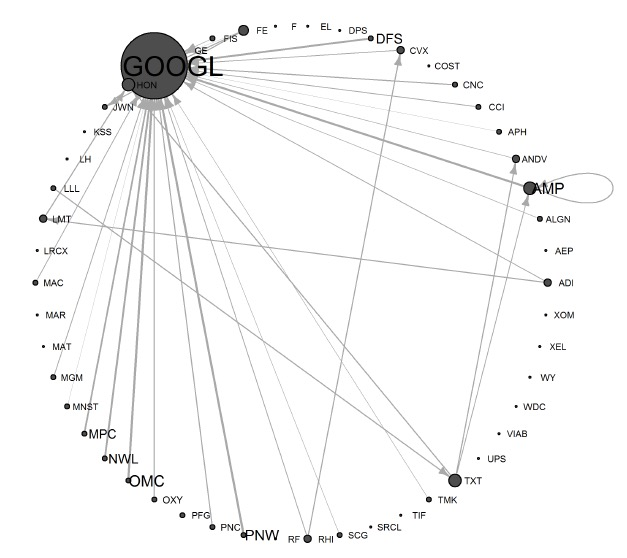 FE
F
EL
DPS
DFS
CVX
COST
CNC
CCI
APH
ANDV
AMP
ALGN
AEP
ADI
XOM
XEL
WY
WDC
VIAB
UPS
TXT
TMK
TIF
SRCL
SCG
RHI
RF
PNW
PNC
PFG
OXY
OMC
NWL
MPC
MNST
MGM
MAT
MAR
MAC
LRCX
LMT
LLL
LH
KSS
JWN
HON
GOOGL
GE
FIS